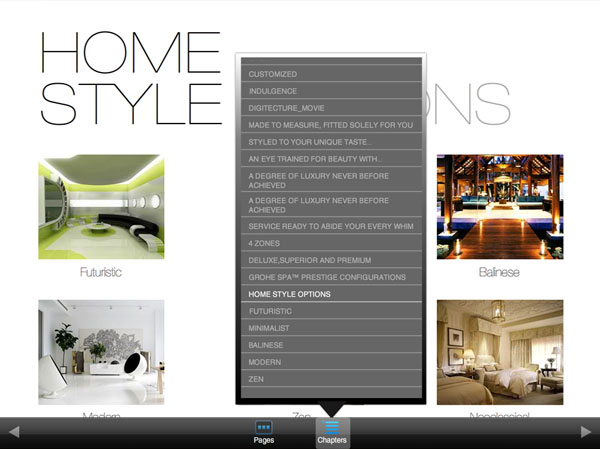 HOME
STYLE
ONS
CUSTOMIZED
INDULGENCE
DIGITECTURE_MOVIE
MADE TO MEASURE, FITTED SOLELY FOR YOU
STYLED TO YOUR UNIQUE TASTE...
AN EYE TRAINED FOR BEAUTY WITH...
A DEGREE OF LUXURY NEVER BEFORE
ACHIEVED
A DEGREE OF LUXURY NEVER BEFORE
ACHIEVED
SERVICE READY TO ABIDE YOUR EVERY WHIM
4 ZONES
DELUXE,SUPERIOR AND PREMIUM
GROHE SPA™ PRESTIGE CONFIGURATIONS
HOME STYLE OPTIONS
FUTURISTIC
MINIMALIST
BALINESE
MODERN
ZEN
Futuristic
Balinese
Modern
Zen
Neoclassical
Pages
Chapters